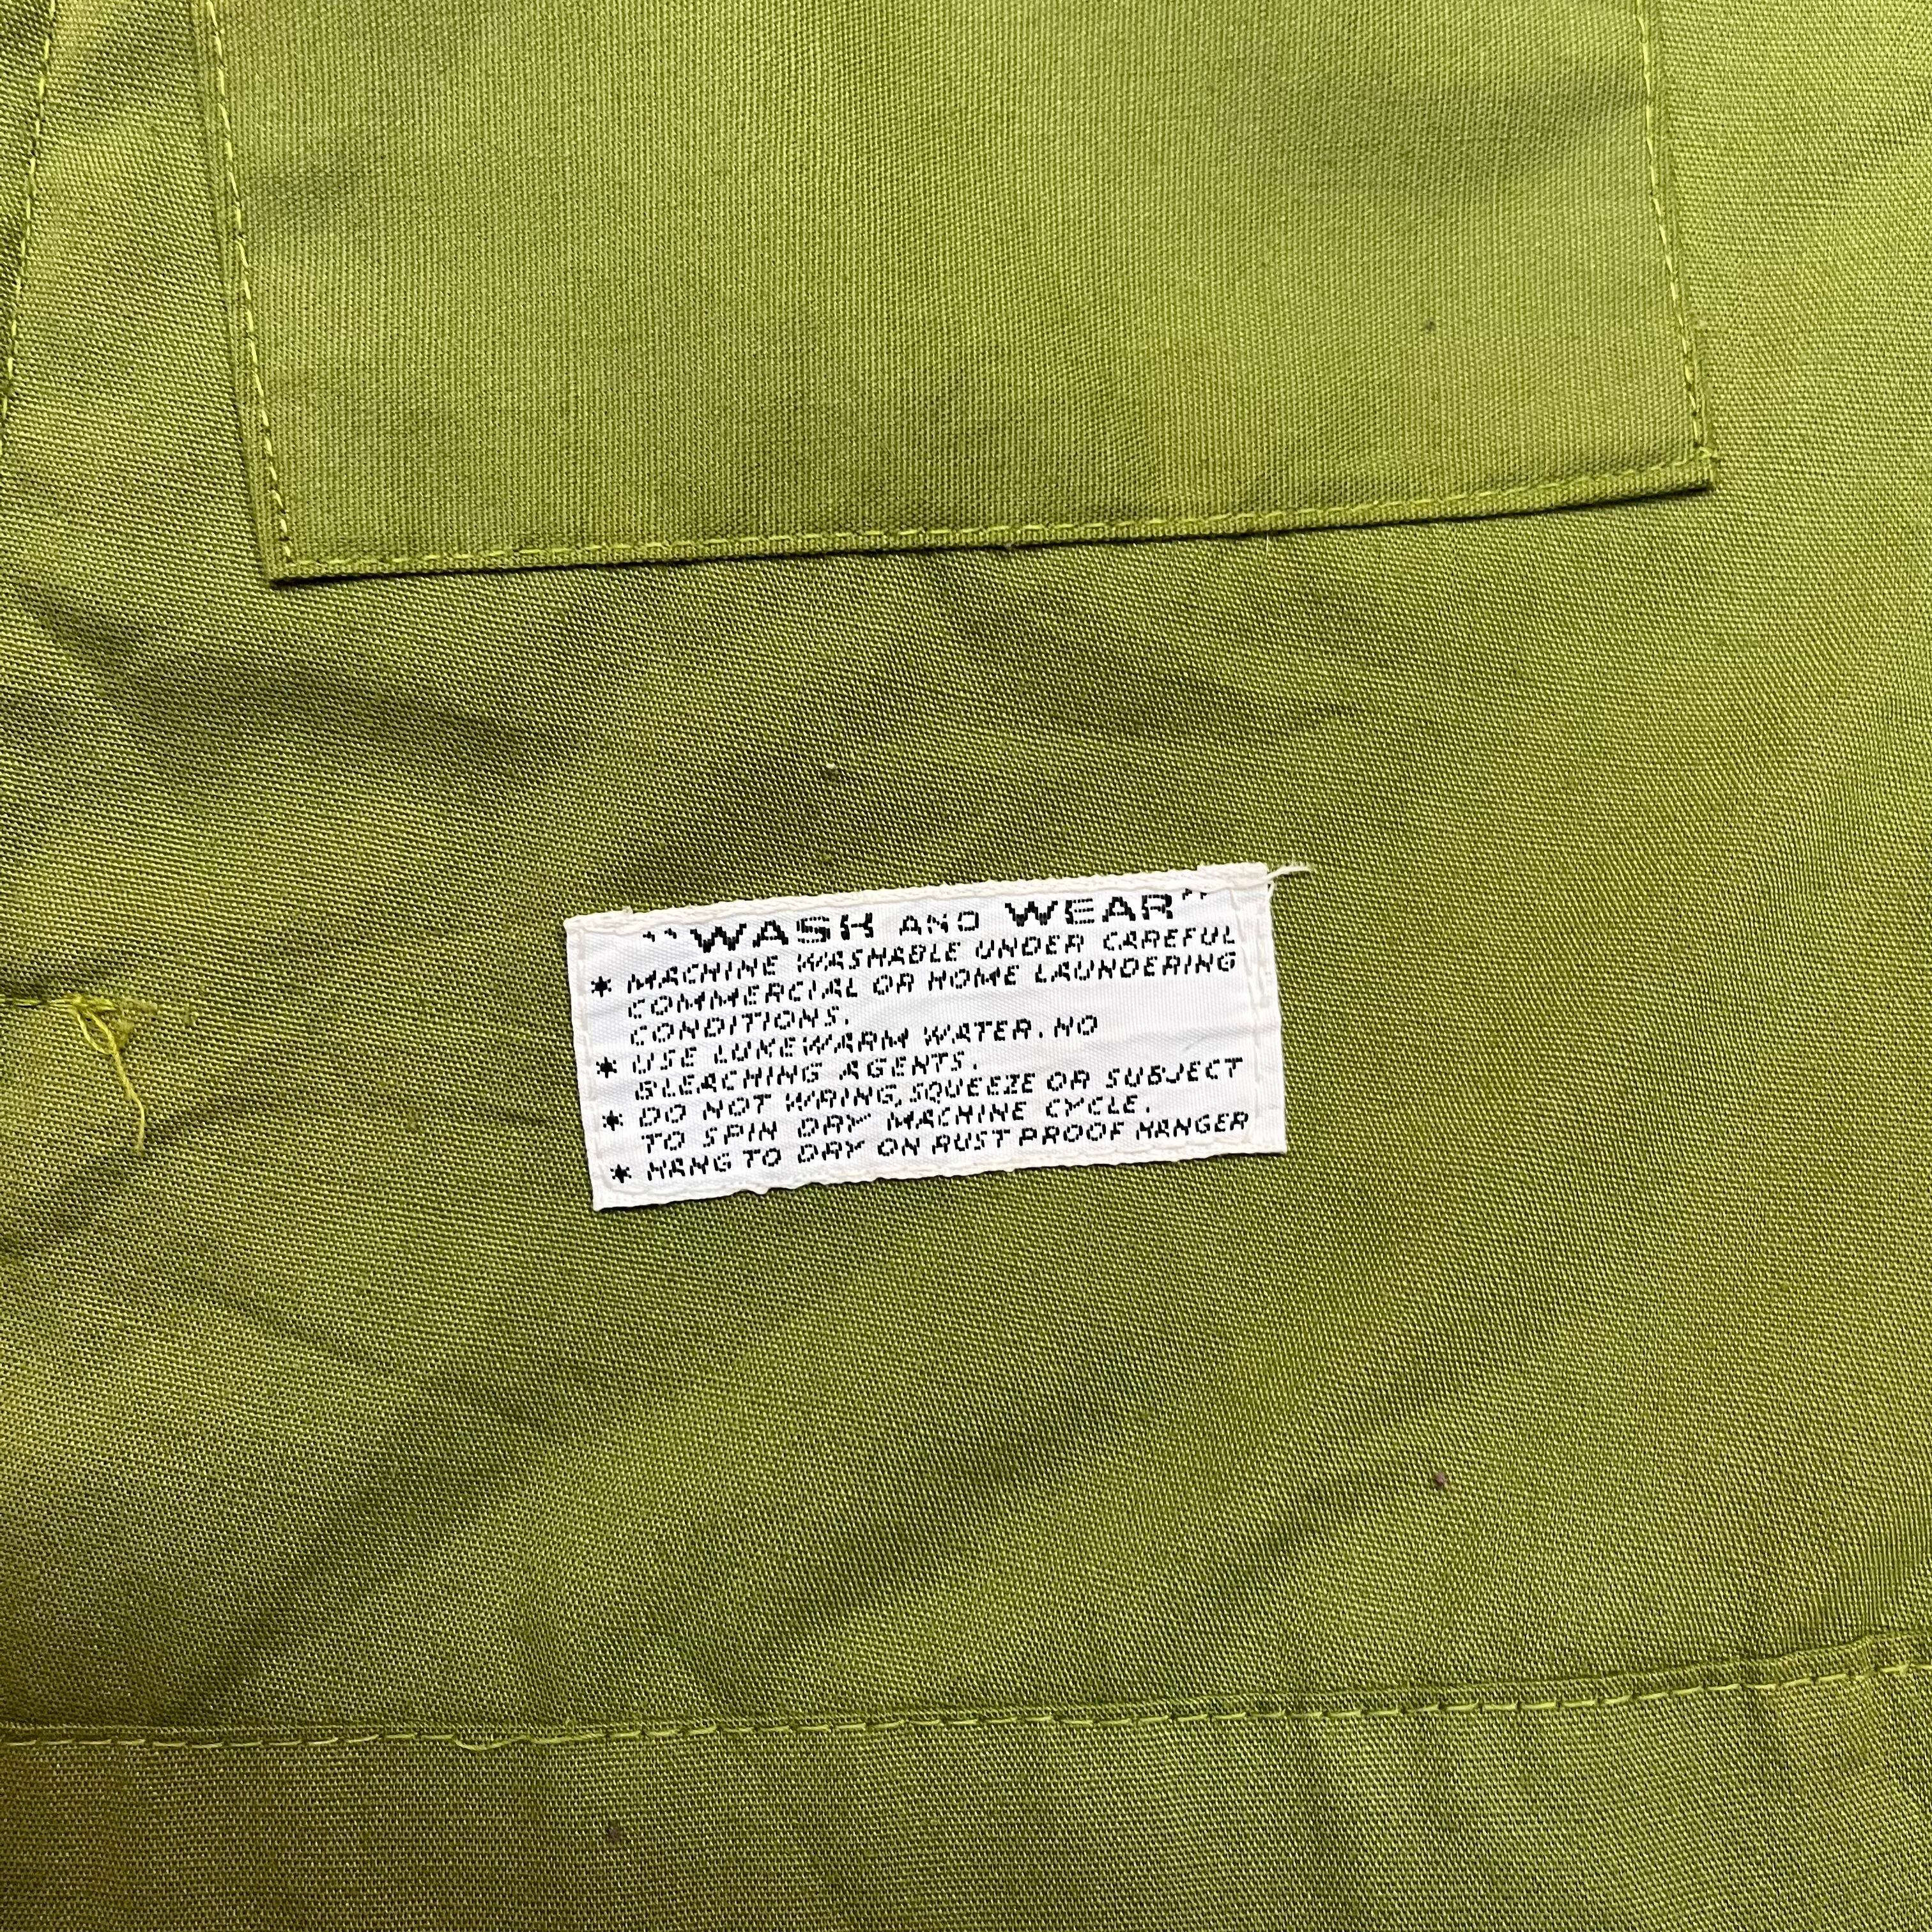 "WASH AND WEAR"
* MACHINE WASHABLE UNDER CAREFUL
COMMERCIAL OR HOME LAUNDERING
CONDITIONS.
* USE LUKEWARM WATER. NO
BLEACHING AGENTS.
* DO NOT WRING, SQUEEZE OR SUBJECT
TO SPIN DRY MACHINE CYCLE.
* HANG TO DRY ON RUST PROOF HANGER